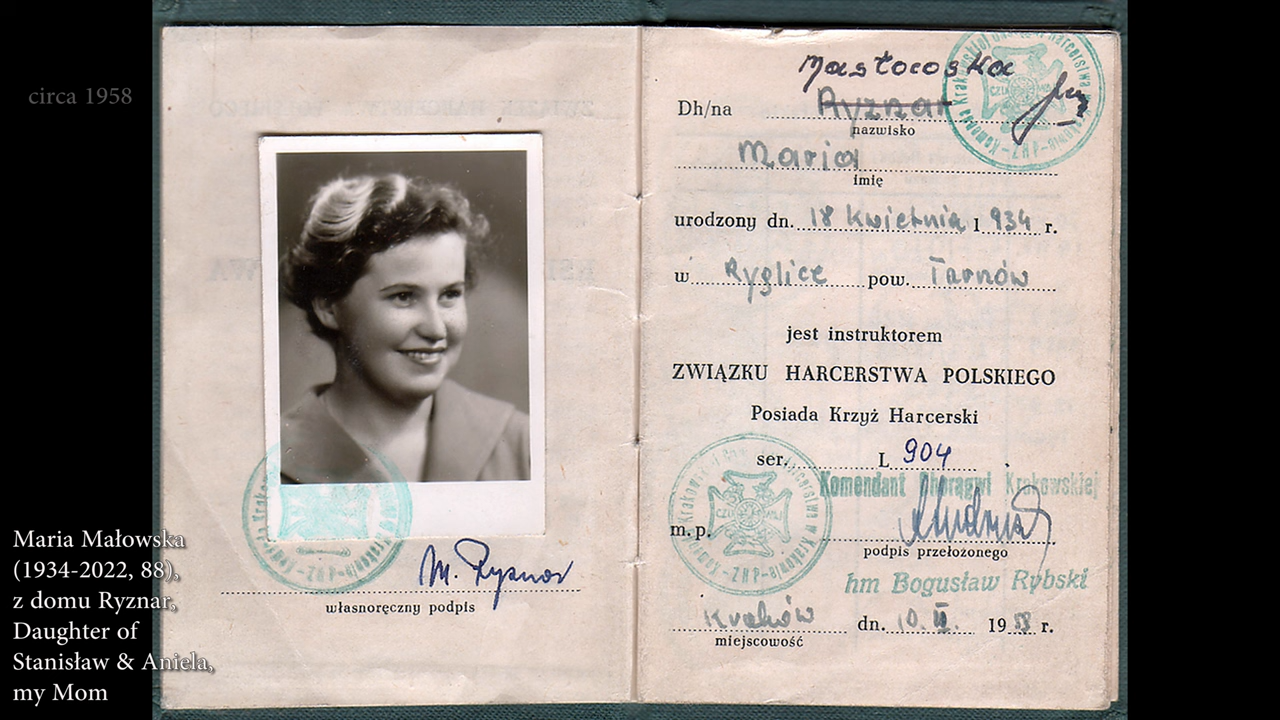 circa 1958
Maria Małowska
(1934-2022, 88),
z domu Ryznar,
Daughter of
Stanisław & Aniela,
my Mom
M. Ryznar
własnoręczny podpis
Dh/na Ryznar
nazwisko
Maria
imię
urodzony dn. 18 Kwietnia 1934 r.
w Ryglice pow. Tarnów
jest instruktorem
ZWIĄZKU HARCERSTWA POLSKIEGO
Posiada Krzyż Harcerski
ser. L 904
Komendant Chorągwi Krakowskiej
m. p.
podpis przełożonego
hm Bogusław Rybski
Kraków dn. 10. II. 1958 r.
miejscowość